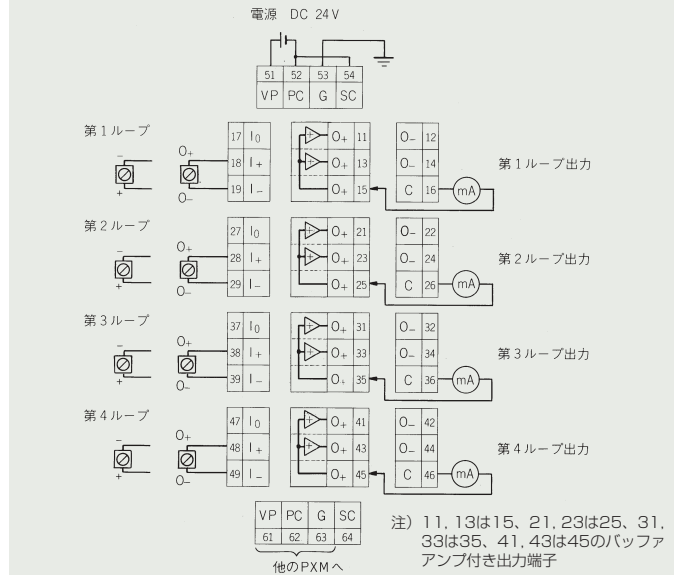 電源 DC 24V
51 52 53 54
VP PC G SC
第1ループ
− + O+ O−
17 I0 O+ 11 O− 12
18 I+ O+ 13 O− 14
19 I− O+ 15 C 16 mA
第1ループ出力
第2ループ
− + O+ O−
27 I0 O+ 21 O− 22
28 I+ O+ 23 O− 24
29 I− O+ 25 C 26 mA
第2ループ出力
第3ループ
− + O+ O−
37 I0 O+ 31 O− 32
38 I+ O+ 33 O− 34
39 I− O+ 35 C 36 mA
第3ループ出力
第4ループ
− + O+ O−
47 I0 O+ 41 O− 42
48 I+ O+ 43 O− 44
49 I− O+ 45 C 46 mA
第4ループ出力
VP PC G SC
61 62 63 64
他のPXMへ
注) 11, 13は15、21, 23は25、31,
33は35、41, 43は45のバッファ
アンプ付き出力端子